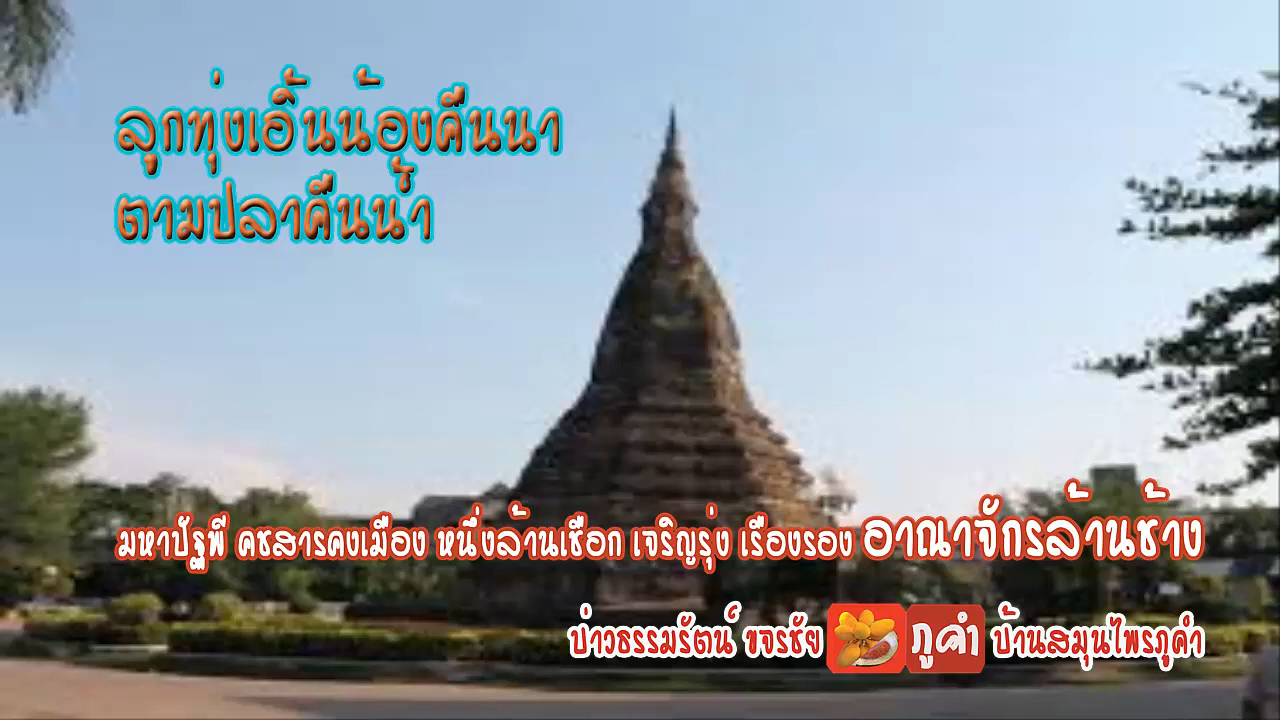 ลูกทุ่งเอิ้นน้องคืนนา
ตามปลาคืนน้ำ
มหาปัฐพี คชสารคงเมือง หนึ่งล้านเชือก เจริญรุ่ง เรืองรอง อาณาจักรล้านช้าง
บ่าวธรรมรัตน์ ขจรชัย ภูคำ บ้านสมุนไพรภูคำ